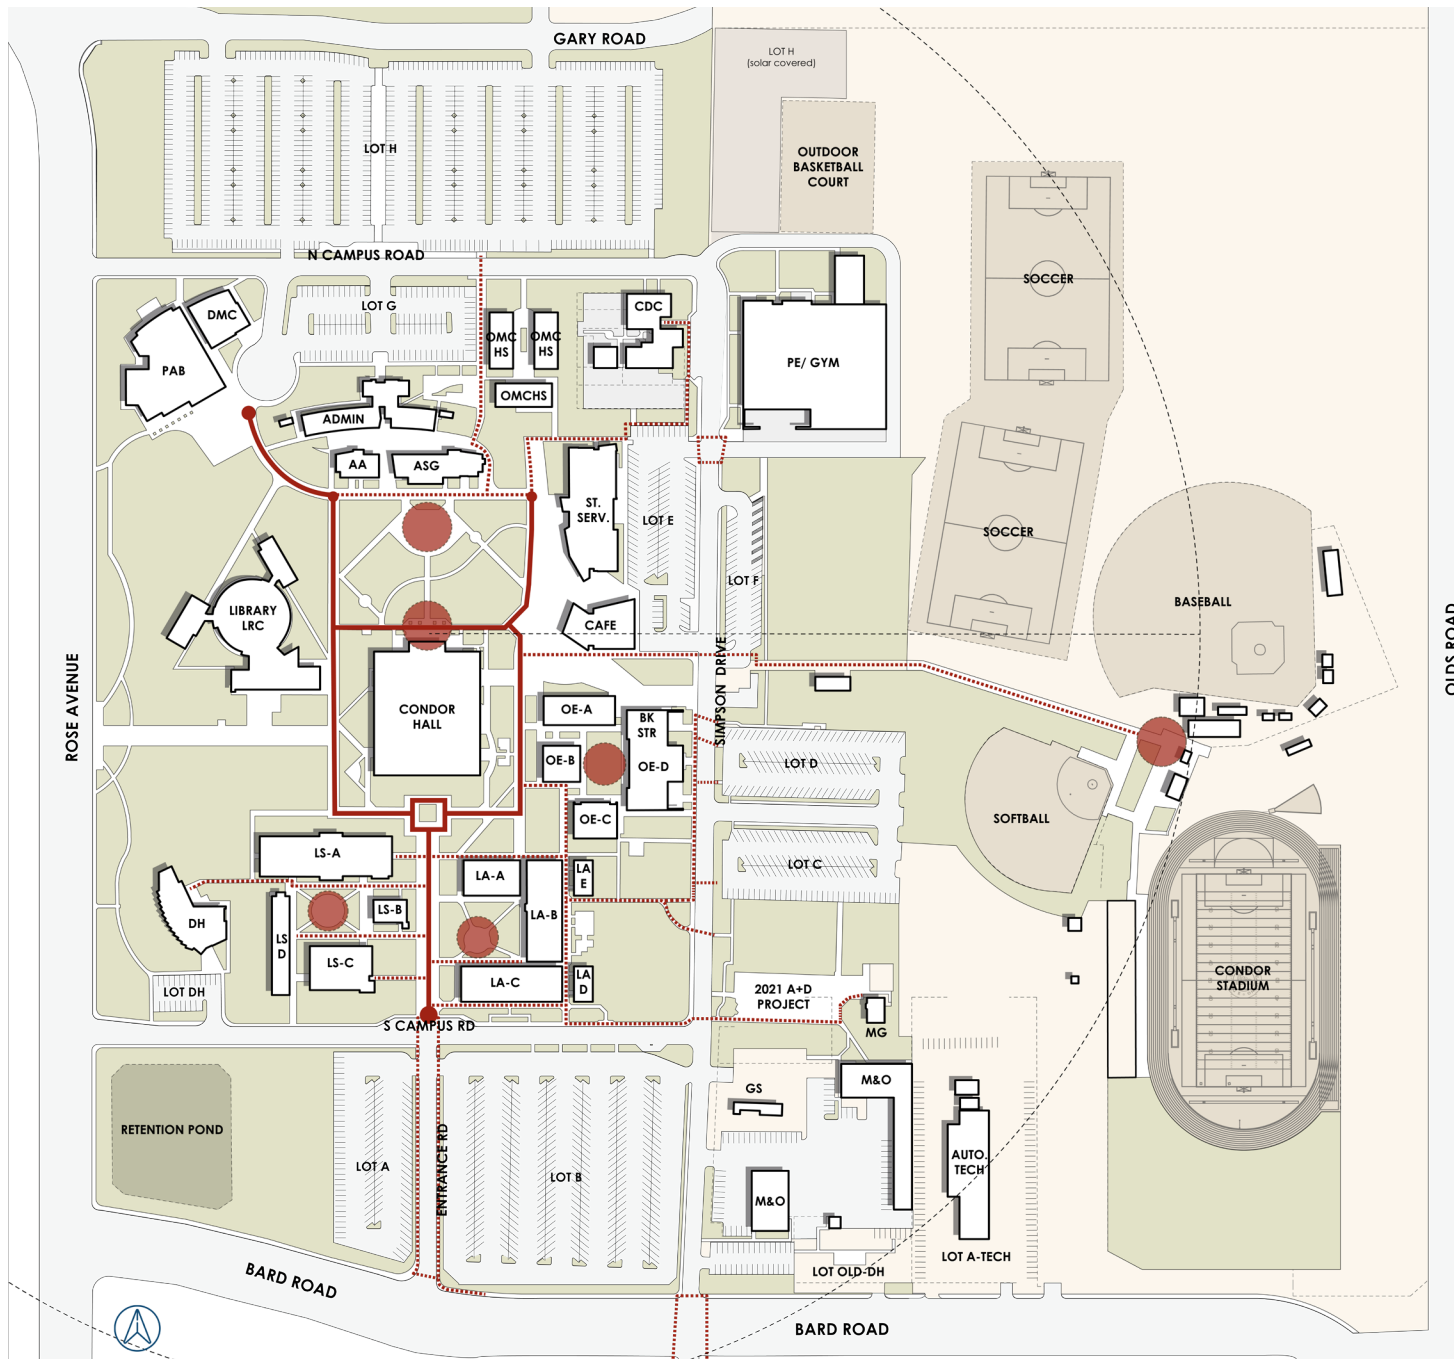 GARY ROAD
LOT H
(solar covered)
LOT H
OUTDOOR
BASKETBALL
COURT
N CAMPUS ROAD
SOCCER
CDC
LOT G
DMC
OMC
HS
OMC
HS
PE/ GYM
PAB
OMCHS
ADMIN
AA
ASG
ST.
SERV.
LOT E
SOCCER
LOT F
BASEBALL
LIBRARY
LRC
CAFE
ROSE AVENUE
SIMPSON DRIVE
OLDS ROAD
CONDOR
HALL
OE-A
BK
STR
OE-B
OE-D
LOT D
OE-C
SOFTBALL
LS-A
LOT C
LA-A
LA
E
LS-B
LA-B
DH
LS
D
LS-C
LA-C
LA
D
CONDOR
STADIUM
LOT DH
2021 A+D
PROJECT
S CAMPUS RD
MG
M&O
GS
RETENTION POND
AUTO.
TECH
LOT A
ENTRANCE RD
LOT B
M&O
LOT A-TECH
LOT OLD-DH
BARD ROAD
BARD ROAD